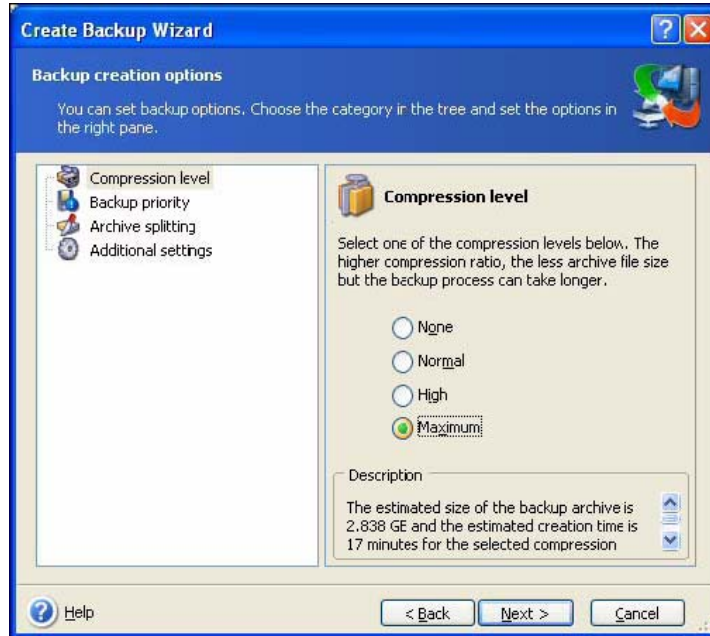 Create Backup Wizard
Backup creation options
You can set backup options. Choose the category in the tree and set the options in
the right pane.
Compression level
Backup priority
Archive splitting
Additional settings
Compression level
Select one of the compression levels below. The
higher compression ratio, the less archive file size
but the backup process can take longer.
None
Normal
High
Maximum
Description
The estimated size of the backup archive is
2.838 GE and the estimated creation time is
17 minutes for the selected compression
Help
< Back
Next >
Cancel